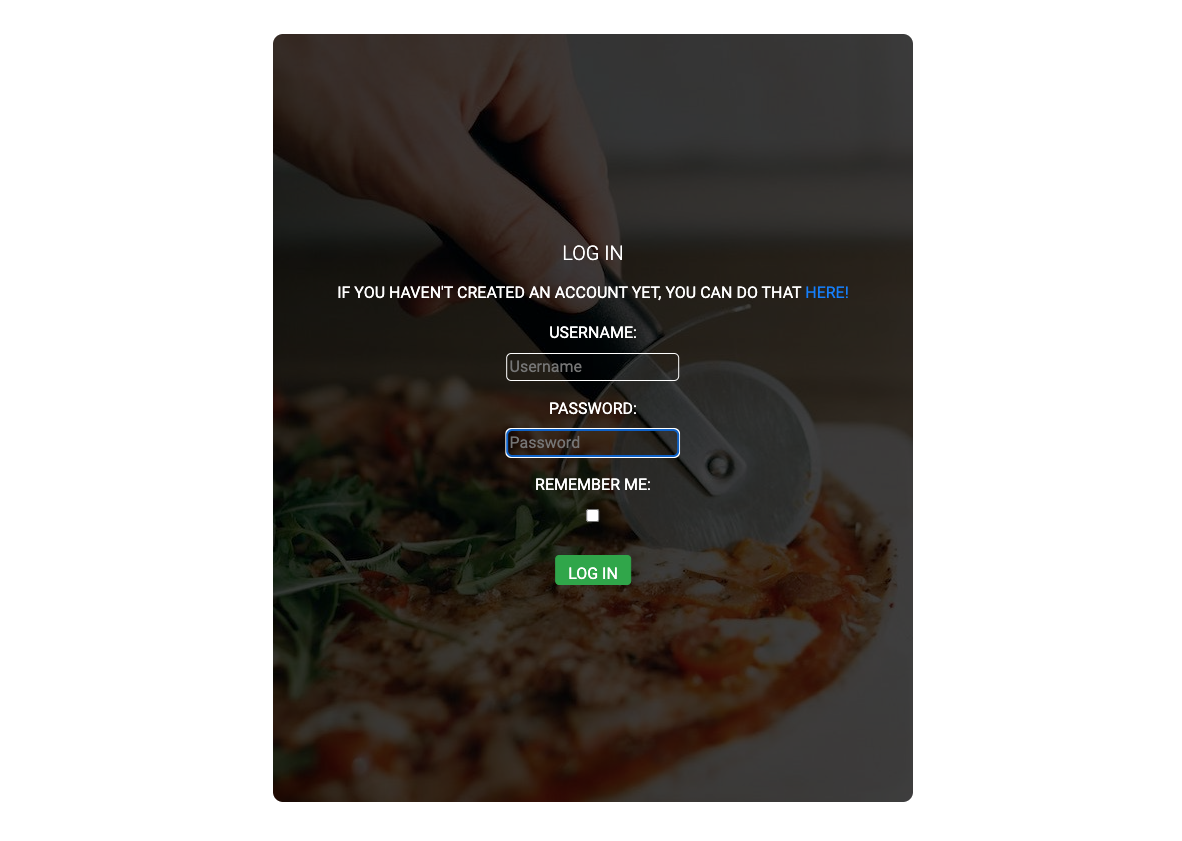 LOG IN
IF YOU HAVEN'T CREATED AN ACCOUNT YET, YOU CAN DO THAT HERE!
USERNAME:
Username
PASSWORD:
Password
REMEMBER ME:
LOG IN